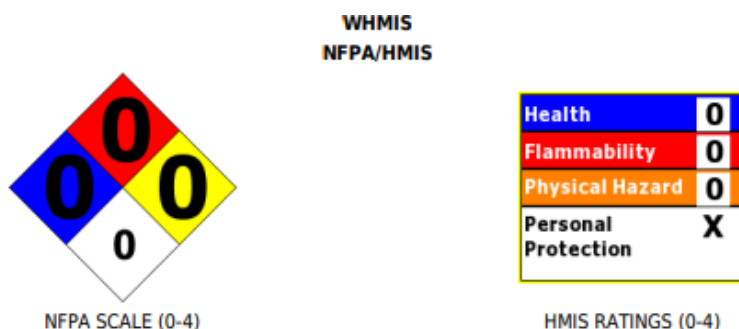 WHMIS
NFPA/HMIS
0
0 0
0
NFPA SCALE (0-4)
Health 0
Flammability 0
Physical Hazard 0
Personal X
Protection
HMIS RATINGS (0-4)